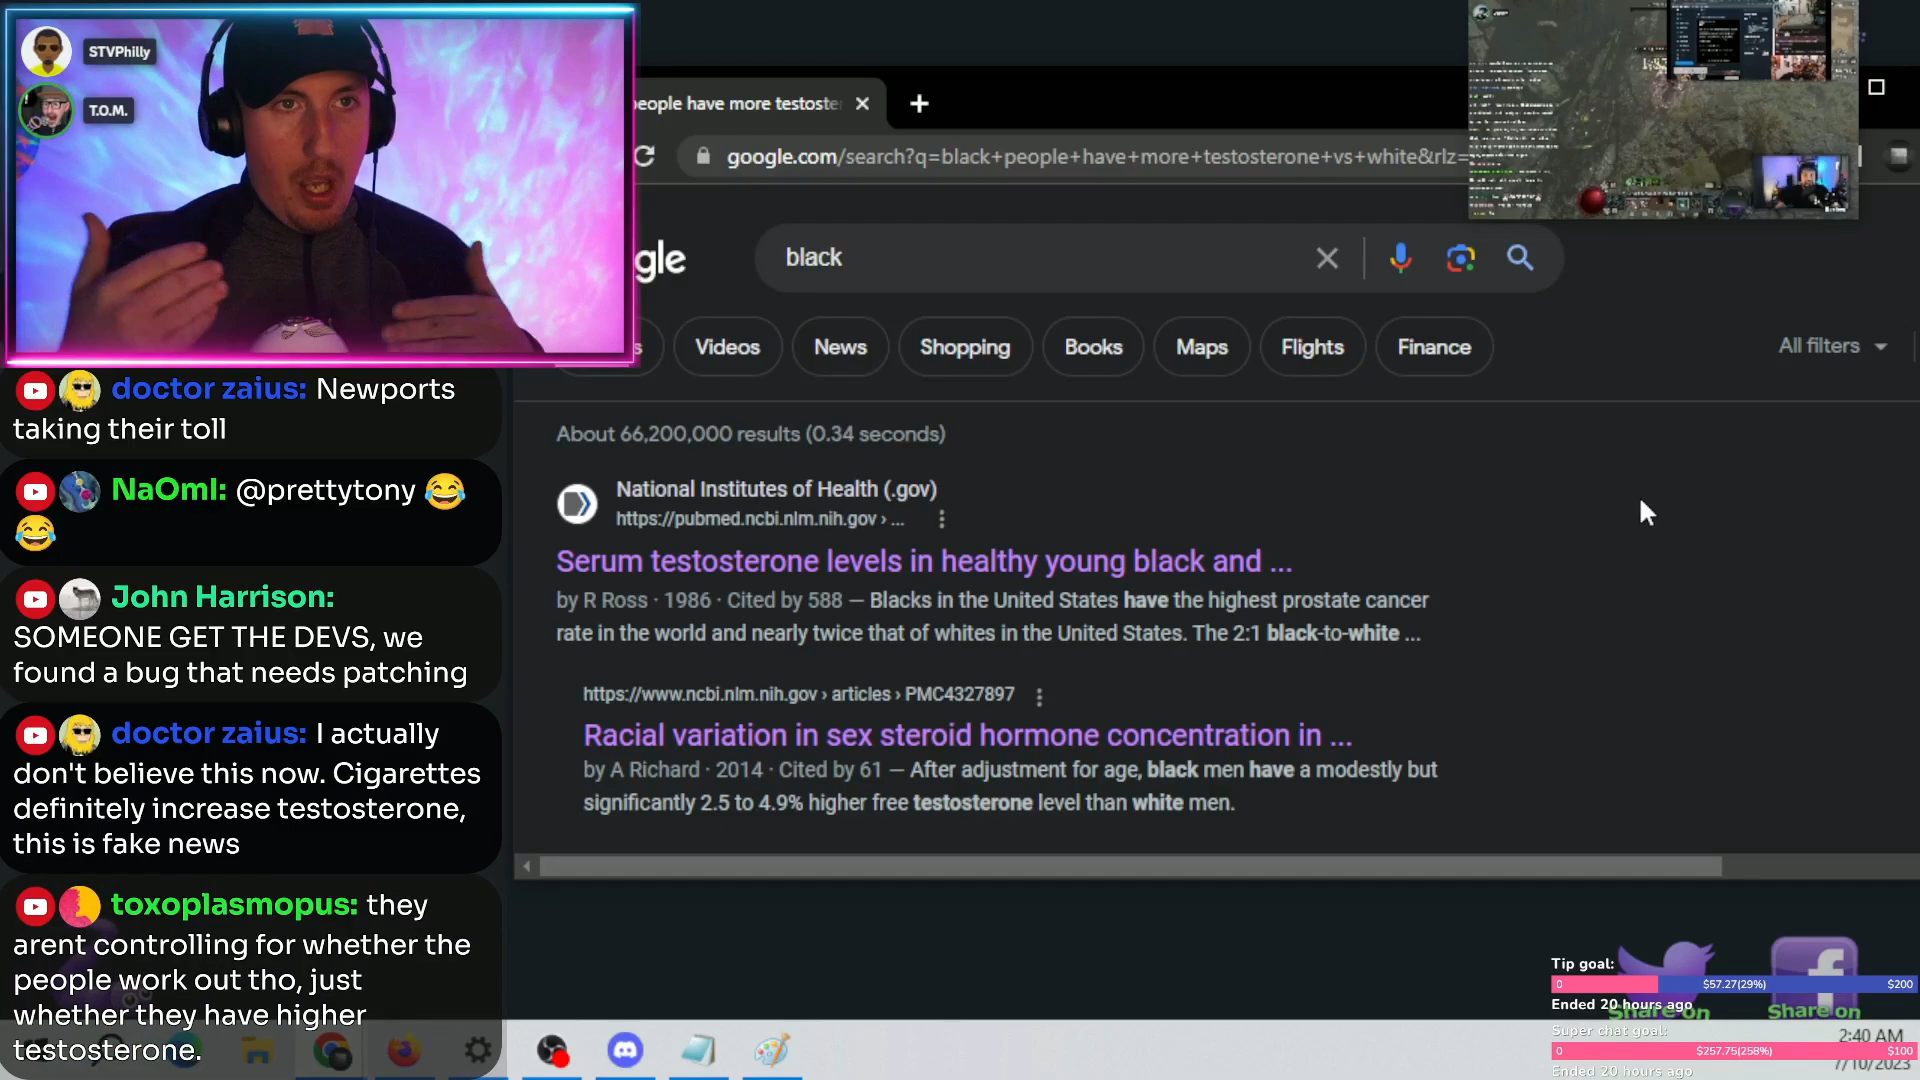 STVPhilly
T.O.M.
people have more testoste
google.com/search?q=black+people+have+more+testosterone+vs+white&rlz=
gle
black
s
Videos
News
Shopping
Books
Maps
Flights
Finance
All filters
About 66,200,000 results (0.34 seconds)
National Institutes of Health (.gov)
https://pubmed.ncbi.nlm.nih.gov › ...
Serum testosterone levels in healthy young black and ...
by R Ross · 1986 · Cited by 588 — Blacks in the United States have the highest prostate cancer
rate in the world and nearly twice that of whites in the United States. The 2:1 black-to-white ...
https://www.ncbi.nlm.nih.gov › articles › PMC4327897
Racial variation in sex steroid hormone concentration in ...
by A Richard · 2014 · Cited by 61 — After adjustment for age, black men have a modestly but
significantly 2.5 to 4.9% higher free testosterone level than white men.
doctor zaius: Newports
taking their toll
NaOmI: @prettytony 😂
😂
John Harrison:
SOMEONE GET THE DEVS, we
found a bug that needs patching
doctor zaius: I actually
don't believe this now. Cigarettes
definitely increase testosterone,
this is fake news
toxoplasmopus: they
arent controlling for whether the
people work out tho, just
whether they have higher
testosterone.
Tip goal:
0 $57.27(29%) $200
Ended 20 hours ago
Share on
Share on
Super chat goal:
0 $257.75(258%) $100
Ended 20 hours ago
2:40 AM
7/10/2023